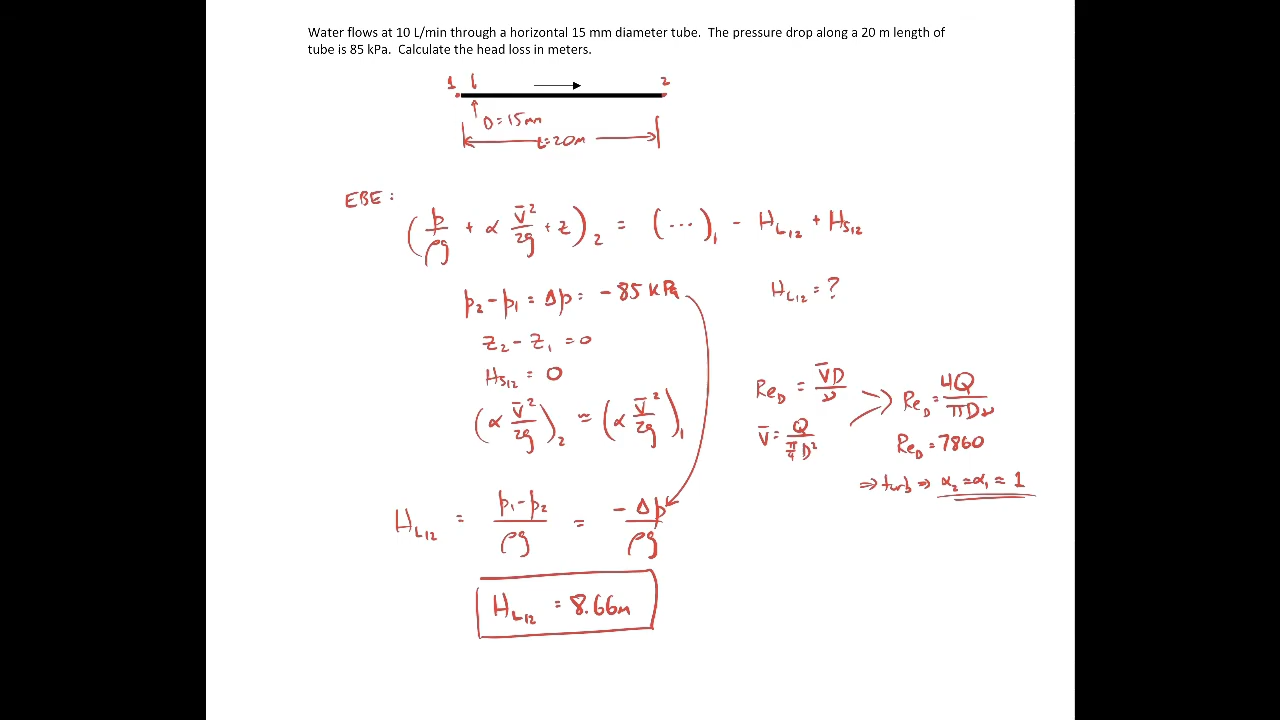 Water flows at 10 L/min through a horizontal 15 mm diameter tube. The pressure drop along a 20 m length of
tube is 85 kPa. Calculate the head loss in meters.
1 2
D=15mm
L=20m
EBE:
(p/ρg + α V̄²/2g + z)₂ = (...)₁ - H_L12 + H_S12
p₂-p₁ = Δp = -85 kPa
H_L12 = ?
z₂ - z₁ = 0
H_S12 = 0
(α V̄²/2g)₂ ≈ (α V̄²/2g)₁
Re_D = V̄D/ν
V̄ = Q/(π/4 D²)
Re_D = 4Q/πDν
Re_D = 7860
⇒ turb ⇒ α₂≈α₁≈1
H_L12 = (p₁-p₂)/ρg = -Δp/ρg
H_L12 = 8.66m